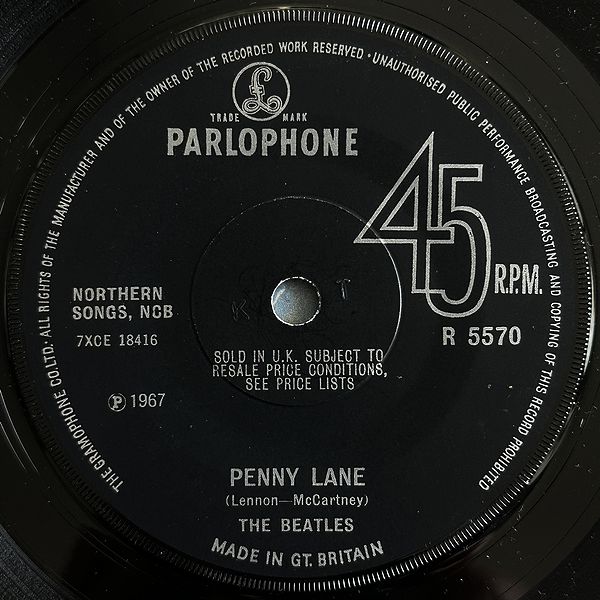 THE GRAMOPHONE CO.LTD. ALL RIGHTS OF THE MANUFACTURER AND OF THE OWNER OF THE RECORDED WORK RESERVED · UNAUTHORISED PUBLIC PERFORMANCE BROADCASTING AND COPYING OF THIS RECORD PROHIBITED
£
TRADE MARK
PARLOPHONE
45
R.P.M.
R 5570
NORTHERN
SONGS, NCB
7XCE 18416
K T
SOLD IN U.K. SUBJECT TO
RESALE PRICE CONDITIONS,
SEE PRICE LISTS
℗ 1967
PENNY LANE
(Lennon—McCartney)
THE BEATLES
MADE IN GT. BRITAIN